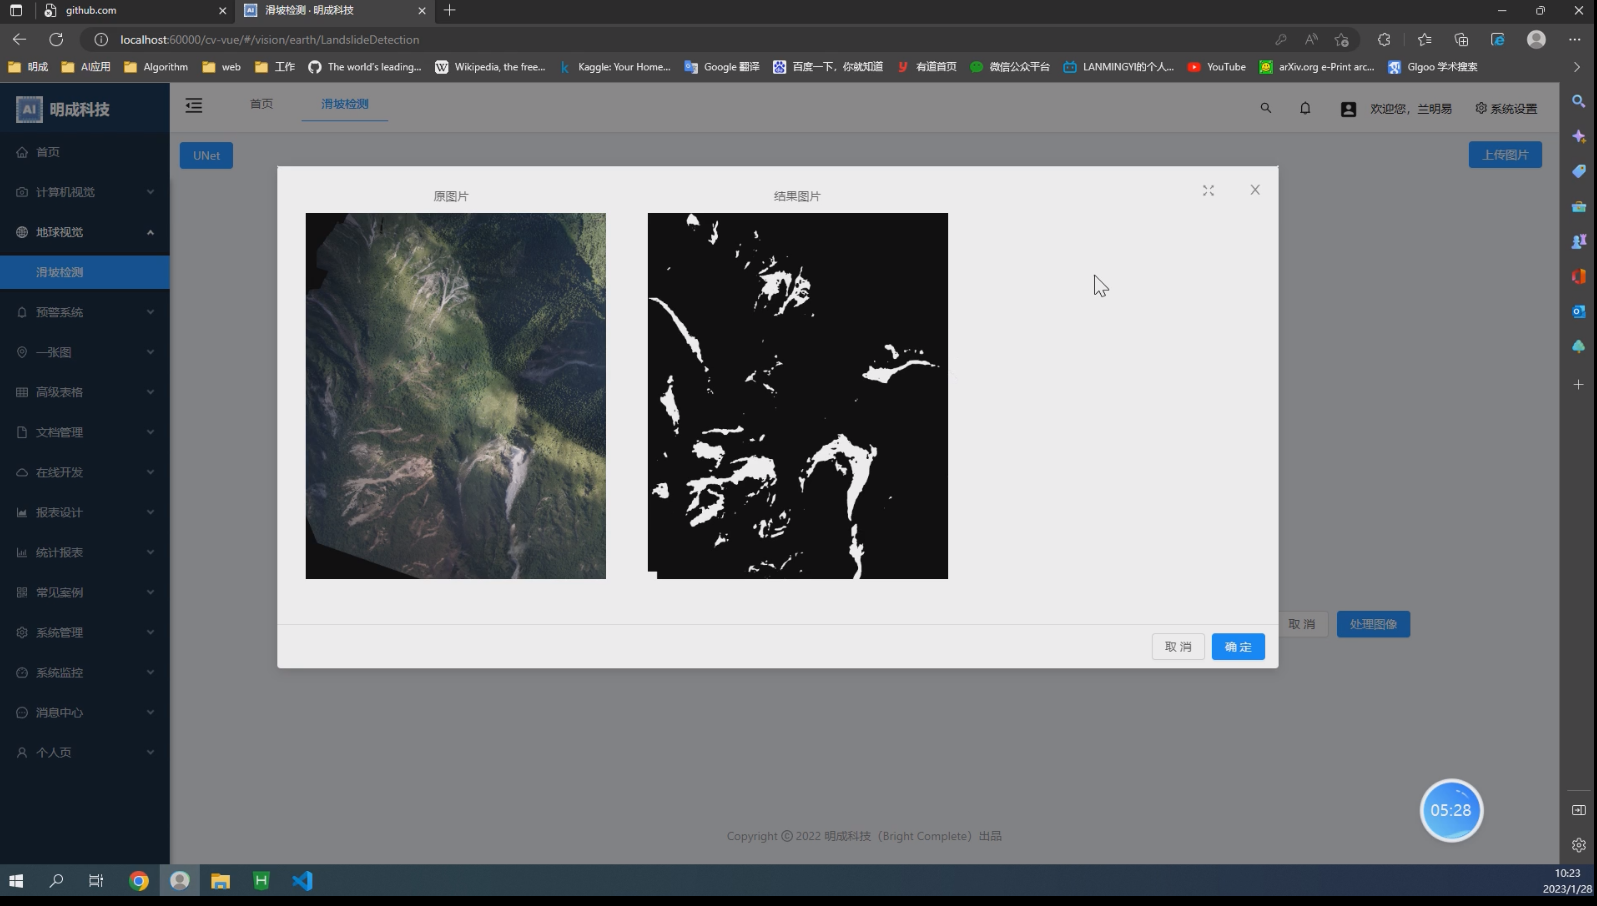 github.com
滑坡检测 · 明成科技
localhost:60000/cv-vue/#/vision/earth/LandslideDetection
明成
AI应用
Algorithm
web
工作
The world's leading...
Wikipedia, the free...
Kaggle: Your Home...
Google 翻译
百度一下，你就知道
有道首页
微信公众平台
LANMINGYI的个人...
YouTube
arXiv.org e-Print arc...
Glgoo 学术搜索
AI 明成科技
首页
滑坡检测
欢迎您，兰明易
系统设置
首页
计算机视觉
地球视觉
滑坡检测
预警系统
一张图
高级表格
文档管理
在线开发
报表设计
统计报表
常见案例
系统管理
系统监控
消息中心
个人页
UNet
上传图片
原图片
结果图片
取 消
确 定
取 消
处理图像
05:28
Copyright © 2022 明成科技（Bright Complete）出品
10:23
2023/1/28